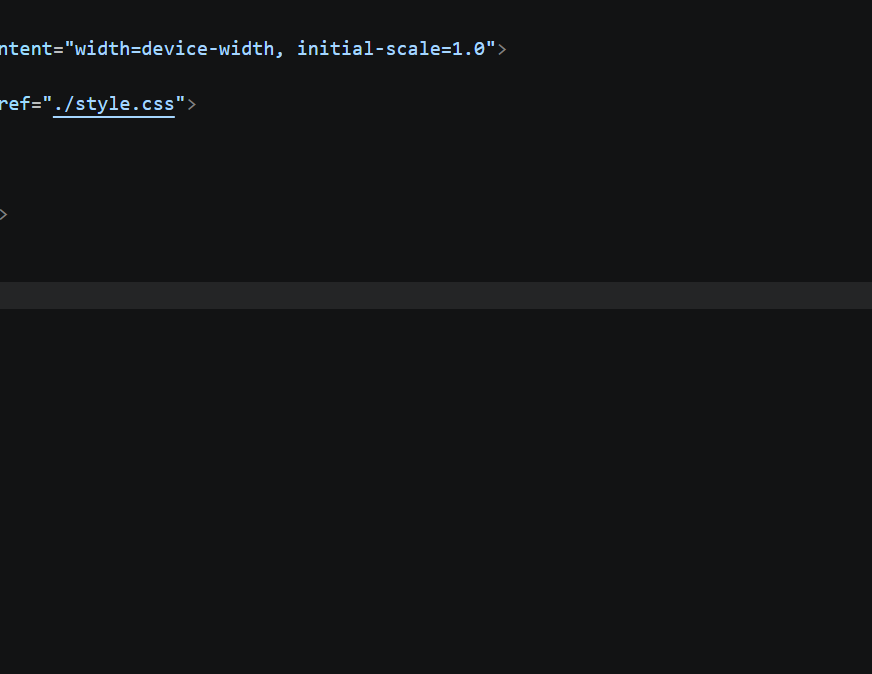 ntent="width=device-width, initial-scale=1.0">
ref="./style.css">
>